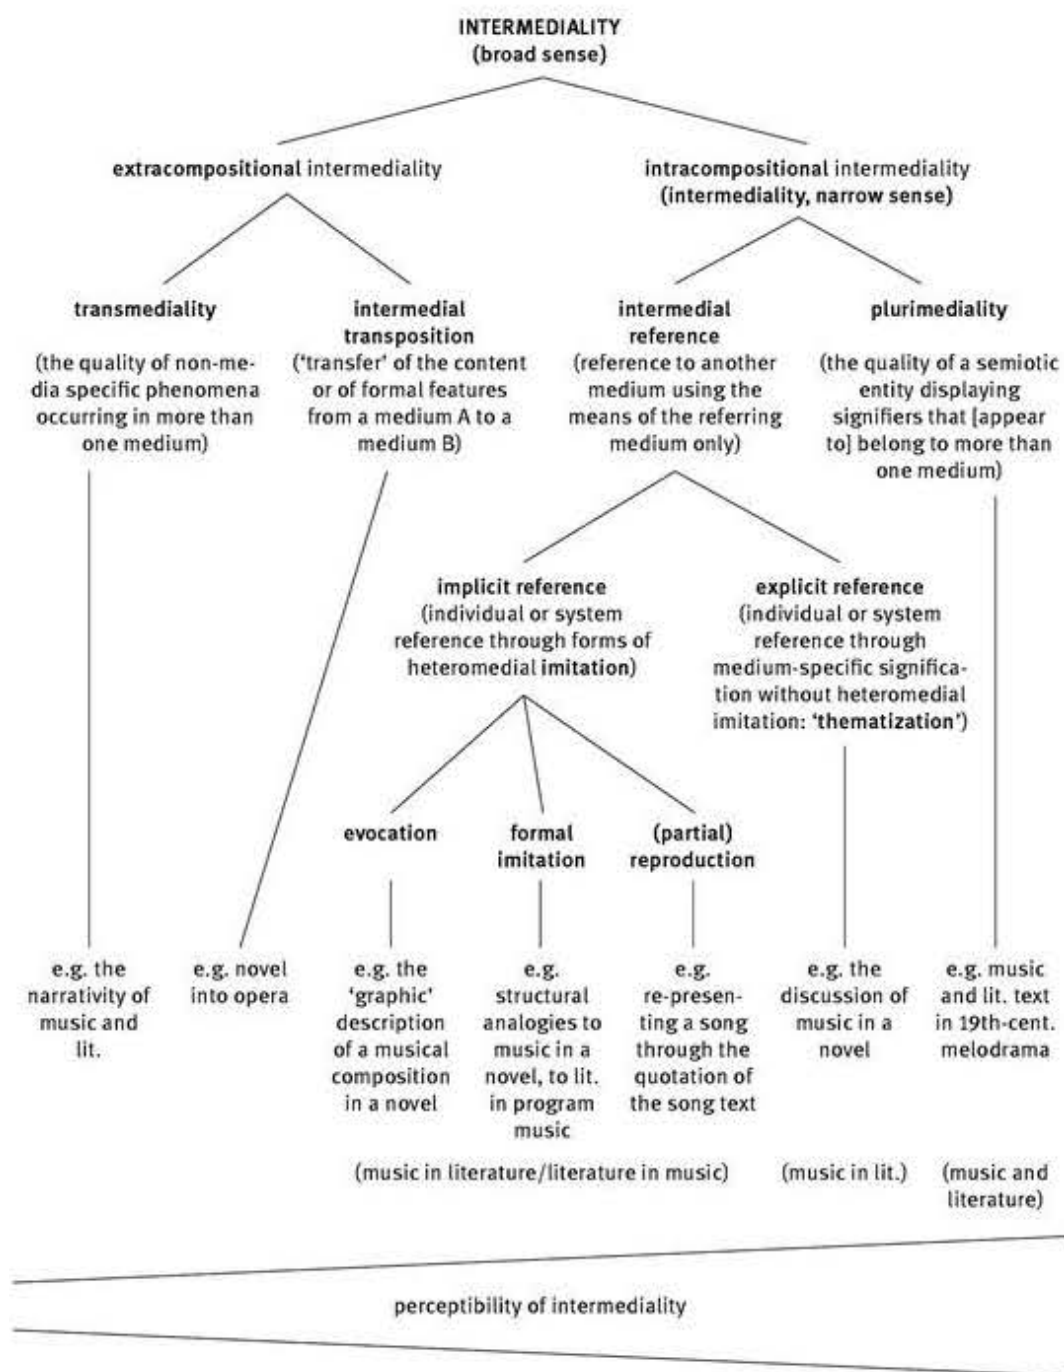 INTERMEDIALITY
(broad sense)
extracompositional intermediality
intracompositional intermediality
(intermediality, narrow sense)
transmediality
(the quality of non-me-
dia specific phenomena
occurring in more than
one medium)
intermedial
transposition
(‘transfer’ of the content
or of formal features
from a medium A to a
medium B)
intermedial
reference
(reference to another
medium using the
means of the referring
medium only)
plurimediality
(the quality of a semiotic
entity displaying
signifiers that [appear
to] belong to more than
one medium)
implicit reference
(individual or system
reference through forms of
heteromedial imitation)
explicit reference
(individual or system
reference through
medium-specific significa-
tion without heteromedial
imitation: ‘thematization’)
evocation
formal
imitation
(partial)
reproduction
e.g. the
narrativity of
music and
lit.
e.g. novel
into opera
e.g. the
‘graphic’
description
of a musical
composition
in a novel
e.g.
structural
analogies to
music in a
novel, to lit.
in program
music
e.g.
re-presen-
ting a song
through the
quotation of
the song text
e.g. the
discussion of
music in a
novel
e.g. music
and lit. text
in 19th-cent.
melodrama
(music in literature/literature in music)
(music in lit.)
(music and
literature)
perceptibility of intermediality